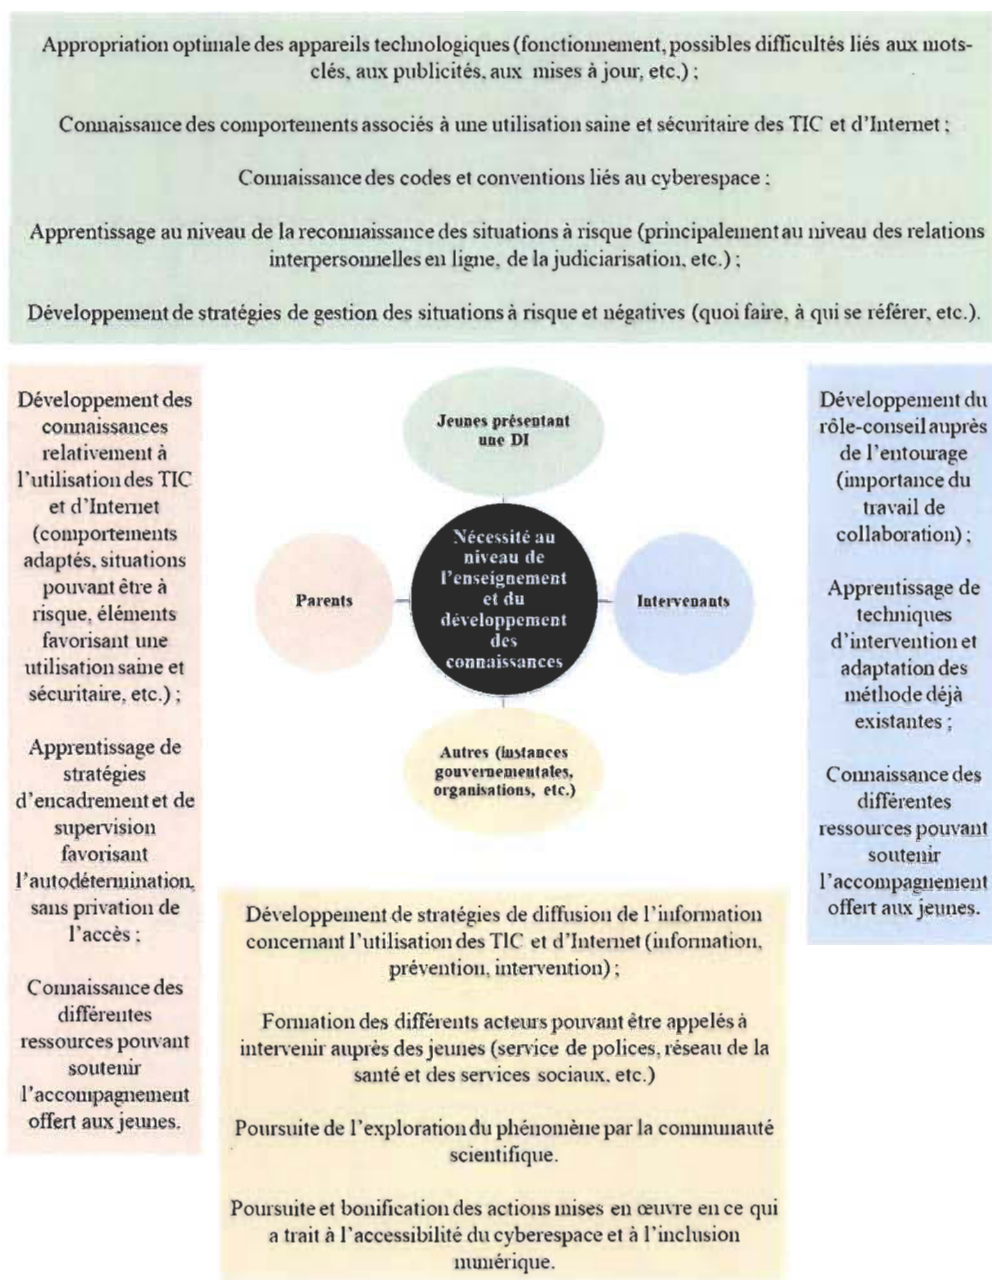 Appropriation optimale des appareils technologiques (fonctionnement, possibles difficultés liés aux mots-
clés, aux publicités, aux mises à jour, etc.) ;
Connaissance des comportements associés à une utilisation saine et sécuritaire des TIC et d'Internet ;
Connaissance des codes et conventions liés au cyberespace ;
Apprentissage au niveau de la reconnaissance des situations à risque (principalement au niveau des relations
interpersonnelles en ligne, de la judiciarisation, etc.) ;
Développement de stratégies de gestion des situations à risque et négatives (quoi faire, à qui se référer, etc.).
Développement des
connaissances
relativement à
l'utilisation des TIC
et d'Internet
(comportements
adaptés, situations
pouvant être à
risque, éléments
favorisant une
utilisation saine et
sécuritaire, etc.) ;
Apprentissage de
stratégies
d'encadrement et de
supervision
favorisant
l'autodétermination,
sans privation de
l'accès ;
Connaissance des
différentes
ressources pouvant
soutenir
l'accompagnement
offert aux jeunes.
Jeunes présentant
une DI
Parents
Nécessité au
niveau de
l'enseignement
et du
développement
des
connaissances
Intervenants
Autres (instances
gouvernementales,
organisations, etc.)
Développement du
rôle-conseil auprès
de l'entourage
(importance du
travail de
collaboration) ;
Apprentissage de
techniques
d'intervention et
adaptation des
méthode déjà
existantes ;
Connaissance des
différentes
ressources pouvant
soutenir
l'accompagnement
offert aux jeunes.
Développement de stratégies de diffusion de l'information
concernant l'utilisation des TIC et d'Internet (information,
prévention, intervention) ;
Formation des différents acteurs pouvant être appelés à
intervenir auprès des jeunes (service de polices, réseau de la
santé et des services sociaux, etc.)
Poursuite de l'exploration du phénomène par la communauté
scientifique.
Poursuite et bonification des actions mises en œuvre en ce qui
a trait à l'accessibilité du cyberespace et à l'inclusion
numérique.